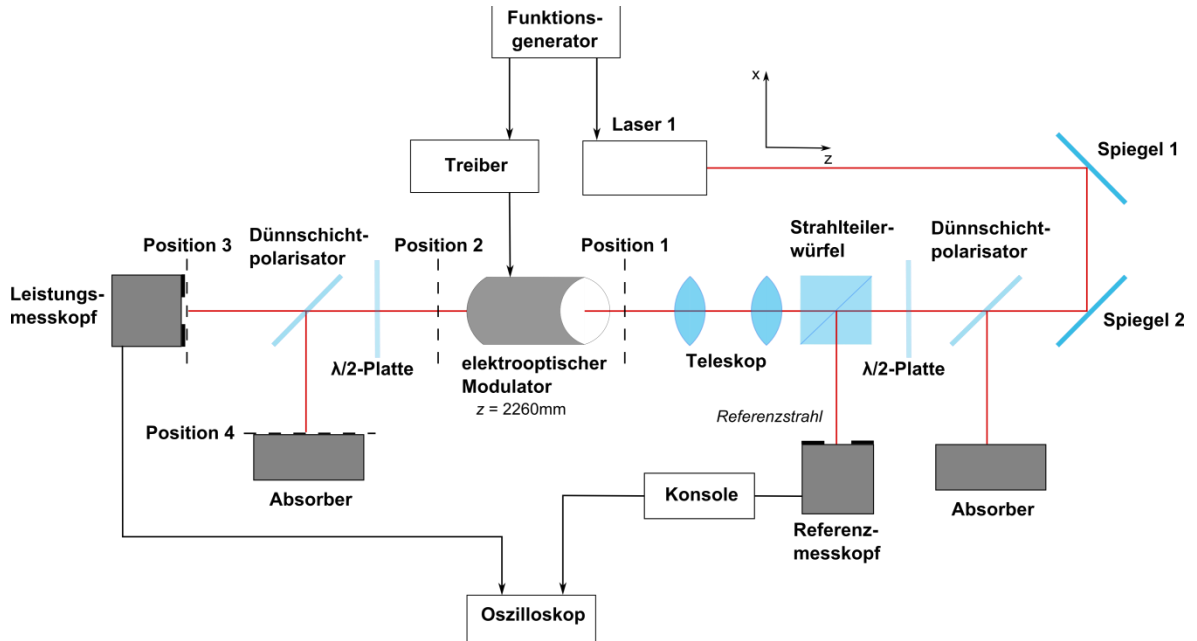 Funktions-
generator
x
z
Laser 1
Spiegel 1
Treiber
Position 3
Dünnschicht-
polarisator
Position 2
Position 1
Strahlteiler-
würfel
Dünnschicht-
polarisator
Leistungs-
messkopf
Spiegel 2
λ/2-Platte
elektrooptischer
Modulator
z = 2260mm
Teleskop
λ/2-Platte
Referenzstrahl
Position 4
Absorber
Konsole
Referenz-
messkopf
Absorber
Oszilloskop